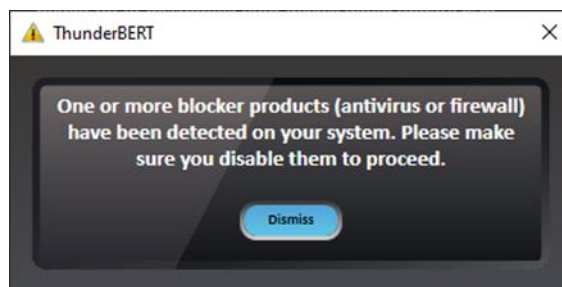 ThunderBERT
One or more blocker products (antivirus or firewall)
have been detected on your system. Please make
sure you disable them to proceed.
Dismiss